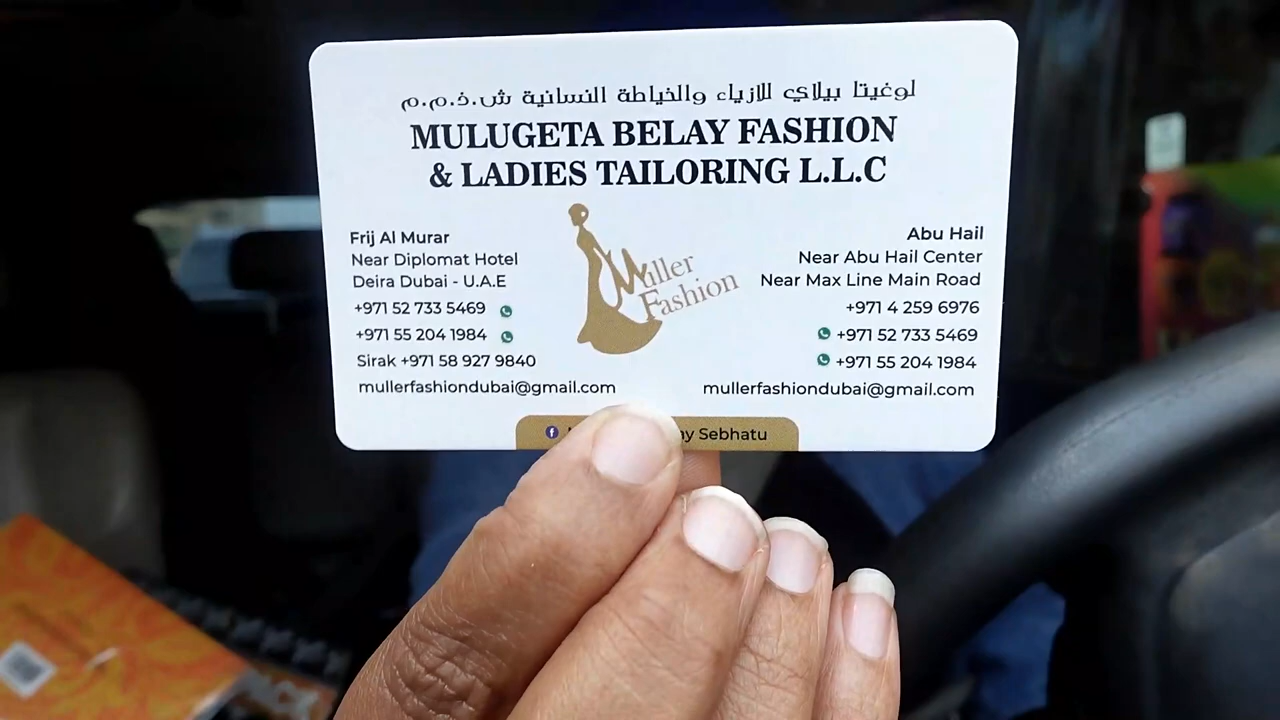 لوغيتا بيلاي للازياء والخياطة النسائية ش.ذ.م.م
MULUGETA BELAY FASHION
& LADIES TAILORING L.L.C
Frij Al Murar
Near Diplomat Hotel
Deira Dubai - U.A.E
+971 52 733 5469
+971 55 204 1984
Sirak +971 58 927 9840
mullerfashiondubai@gmail.com
Muller
Fashion
Abu Hail
Near Abu Hail Center
Near Max Line Main Road
+971 4 259 6976
+971 52 733 5469
+971 55 204 1984
mullerfashiondubai@gmail.com
Sebhatu